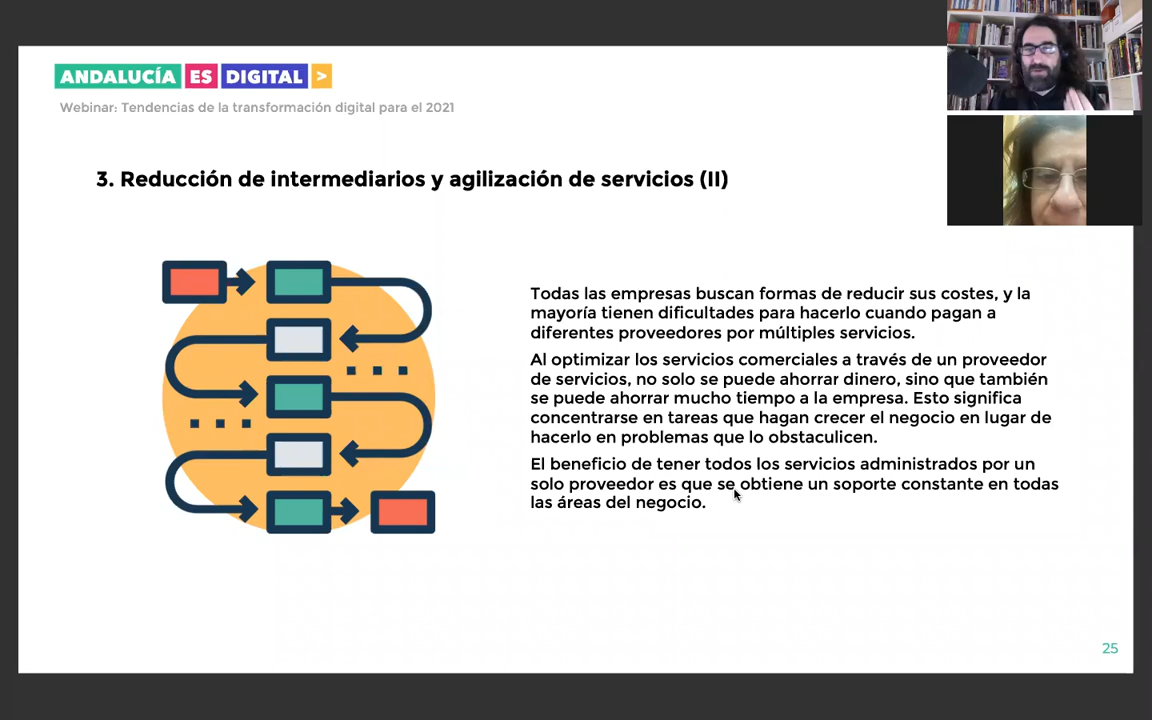 ANDALUCÍA ES DIGITAL >
Webinar: Tendencias de la transformación digital para el 2021
3. Reducción de intermediarios y agilización de servicios (II)
Todas las empresas buscan formas de reducir sus costes, y la
mayoría tienen dificultades para hacerlo cuando pagan a
diferentes proveedores por múltiples servicios.
Al optimizar los servicios comerciales a través de un proveedor
de servicios, no solo se puede ahorrar dinero, sino que también
se puede ahorrar mucho tiempo a la empresa. Esto significa
concentrarse en tareas que hagan crecer el negocio en lugar de
hacerlo en problemas que lo obstaculicen.
El beneficio de tener todos los servicios administrados por un
solo proveedor es que se obtiene un soporte constante en todas
las áreas del negocio.
25